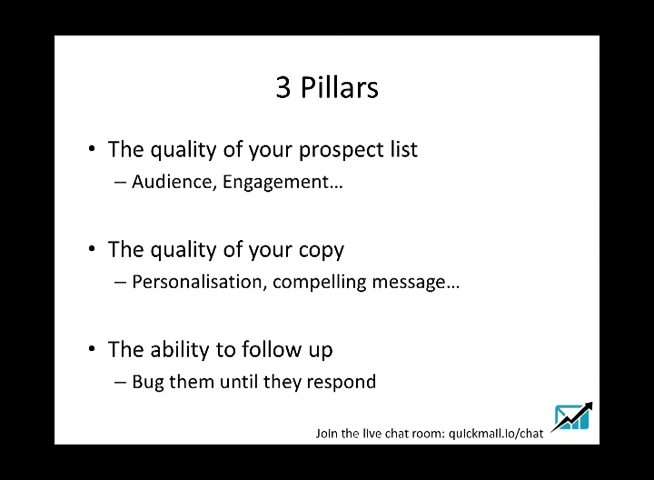 3 Pillars
• The quality of your prospect list
– Audience, Engagement...
• The quality of your copy
– Personalisation, compelling message...
• The ability to follow up
– Bug them until they respond
Join the live chat room: quickmail.io/chat